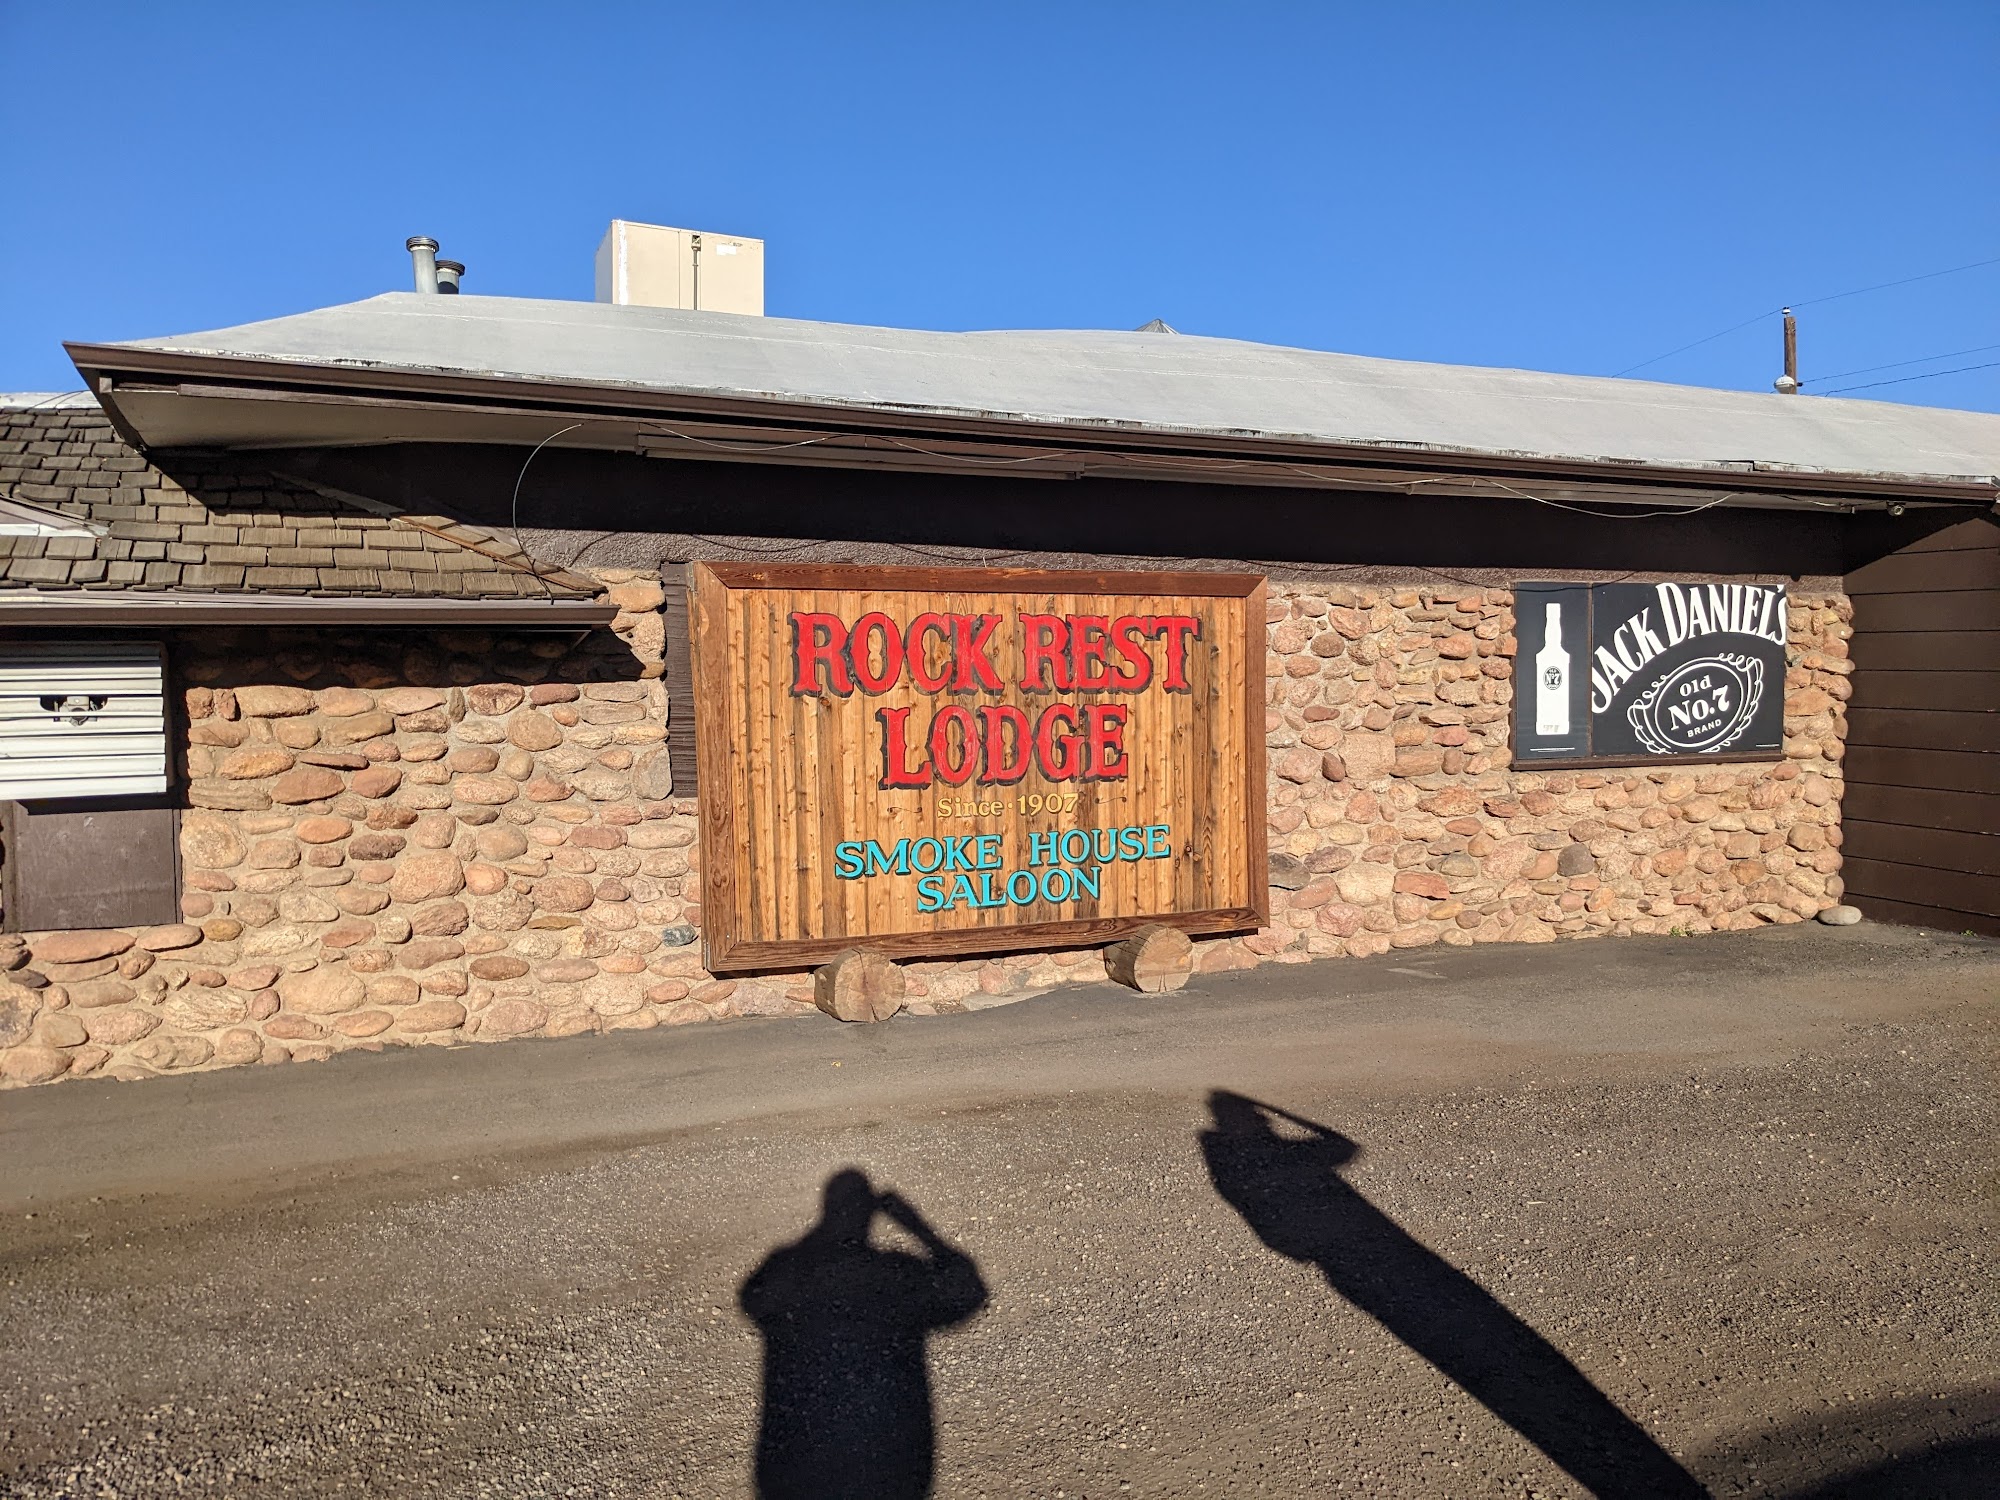 ROCK REST
LODGE
Since·1907
SMOKE HOUSE
SALOON
JACK DANIEL'S
Old
No.7
BRAND